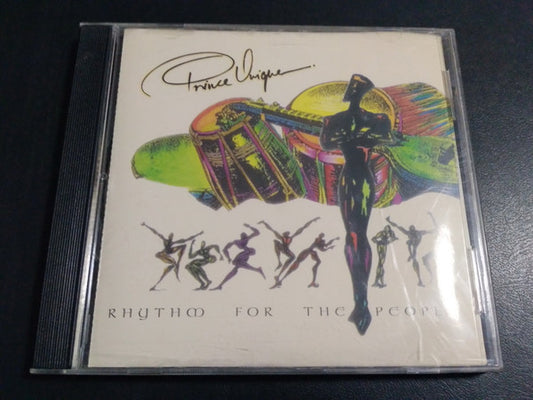 Prince Unique
RHYTHM FOR THE PEOPLE